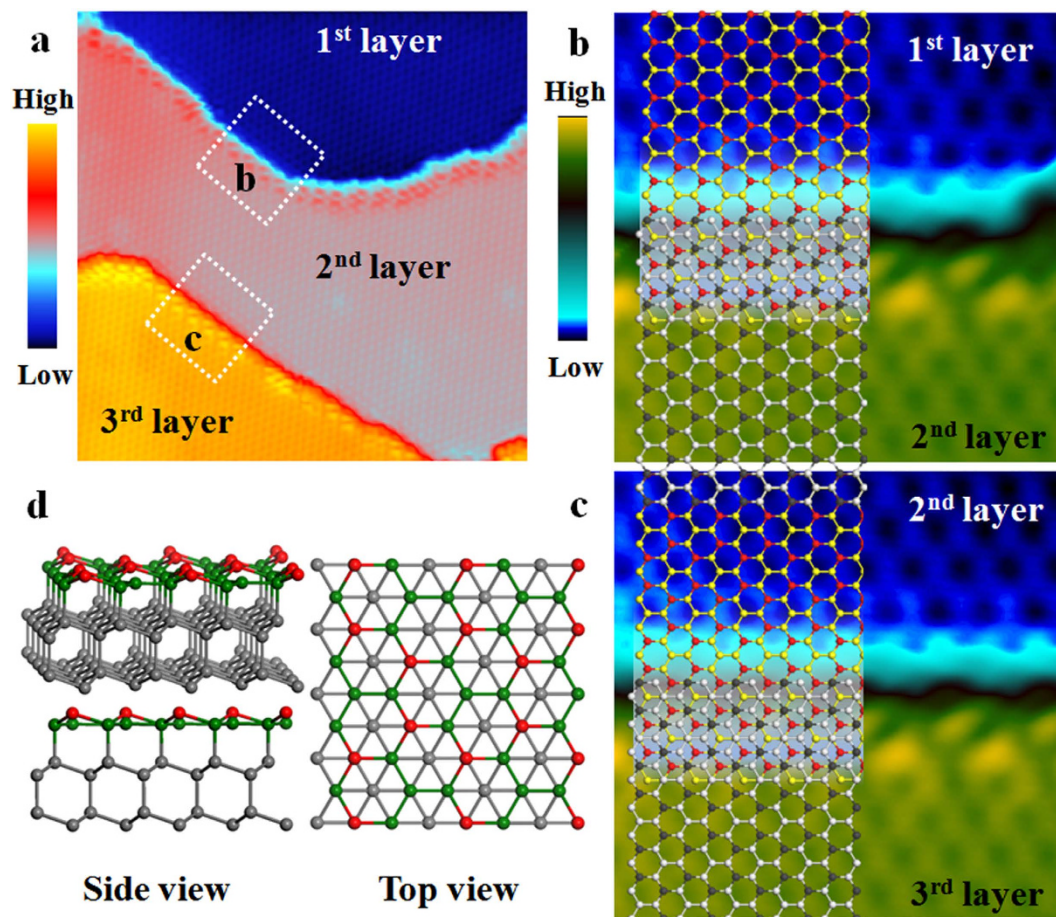 a
1st layer
High
Low
b
2nd layer
c
3rd layer
b
1st layer
High
Low
2nd layer
c
2nd layer
3rd layer
d
Side view
Top view